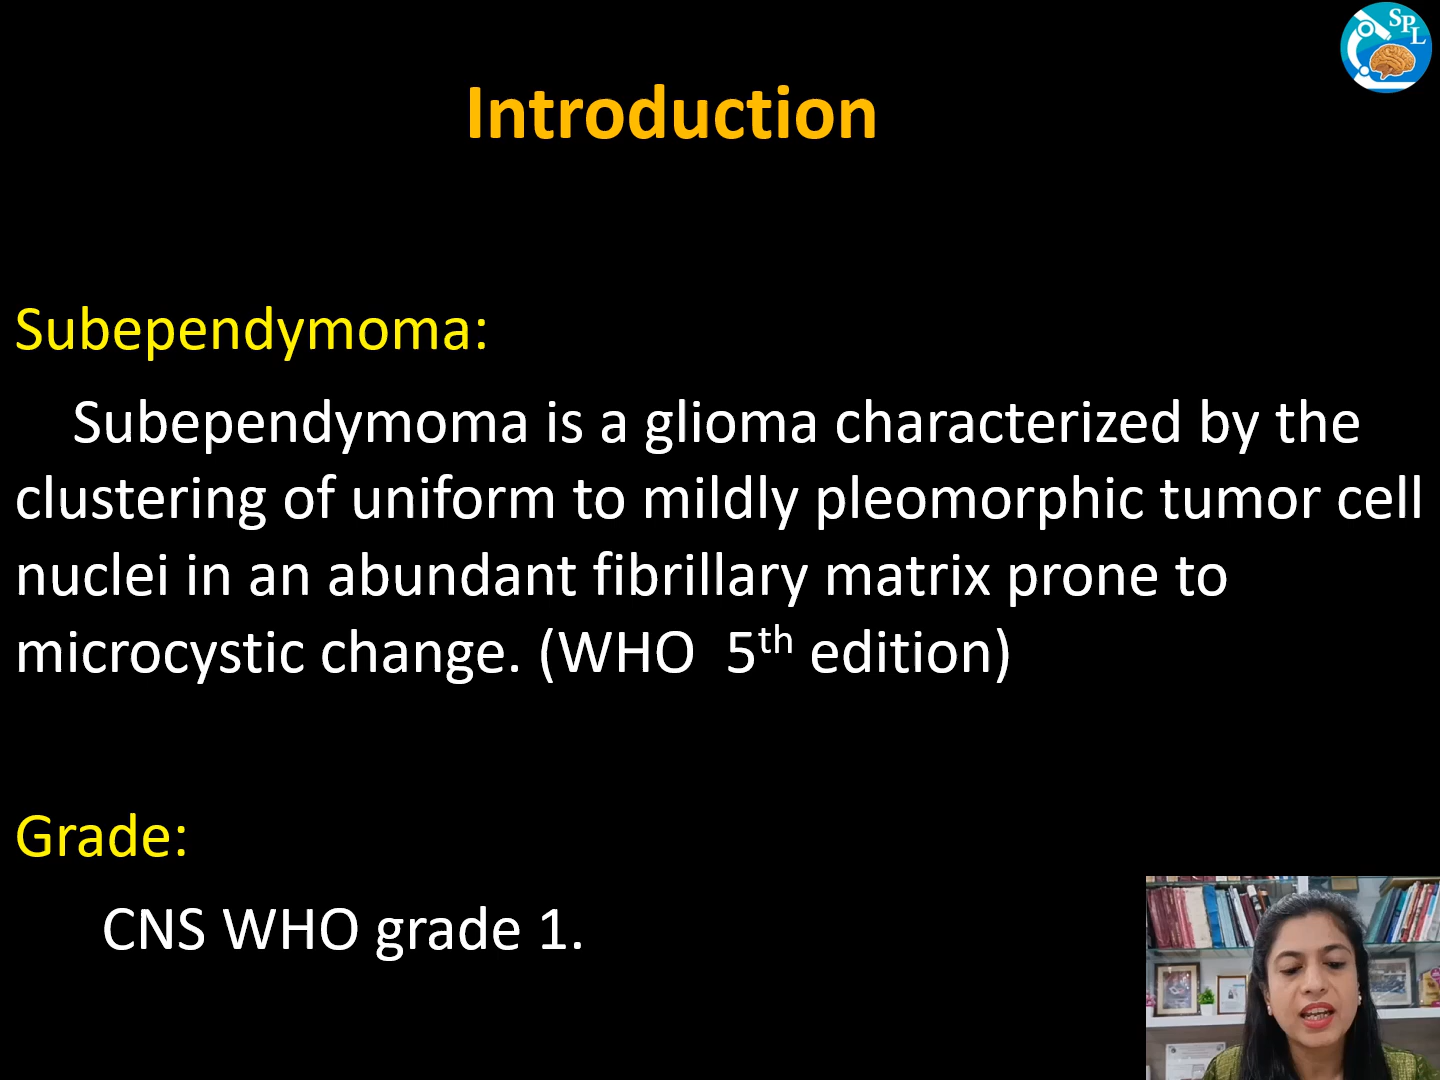 SPL
Introduction
Subependymoma:
Subependymoma is a glioma characterized by the
clustering of uniform to mildly pleomorphic tumor cell
nuclei in an abundant fibrillary matrix prone to
microcystic change. (WHO 5th edition)
Grade:
CNS WHO grade 1.